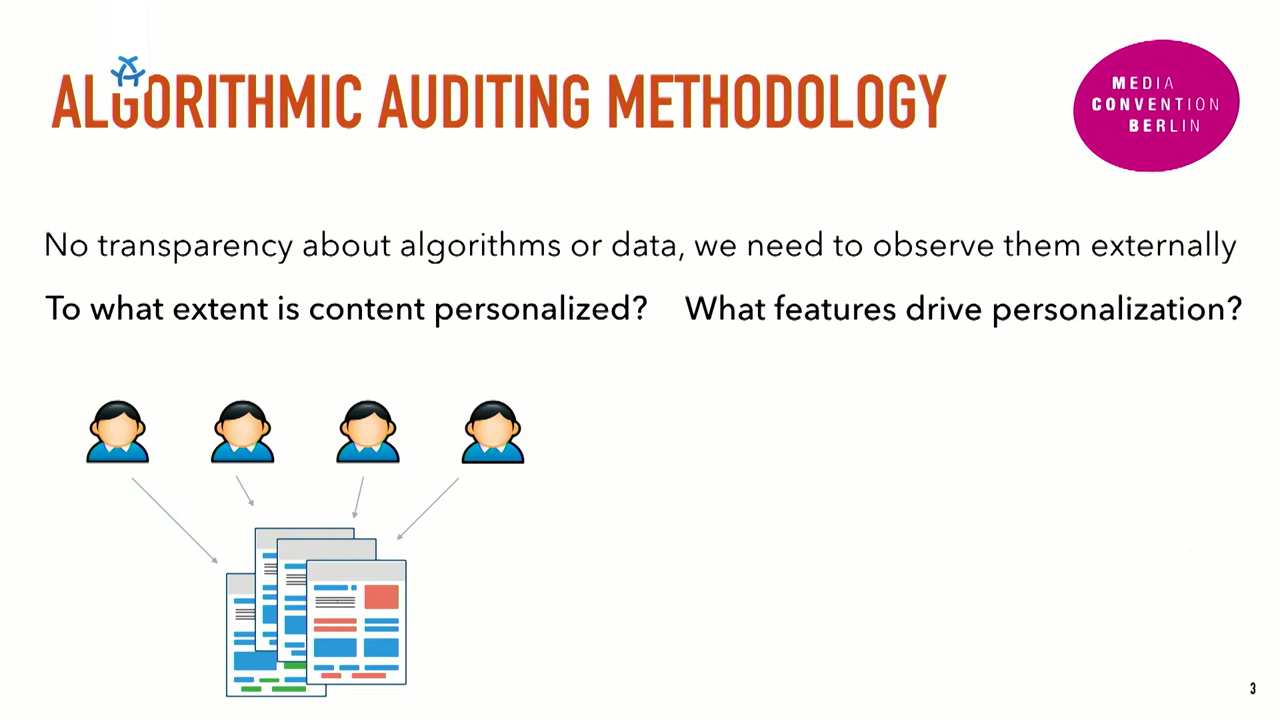 ALGORITHMIC AUDITING METHODOLOGY
MEDIA
CONVENTION
BERLIN
No transparency about algorithms or data, we need to observe them externally
To what extent is content personalized? What features drive personalization?
3